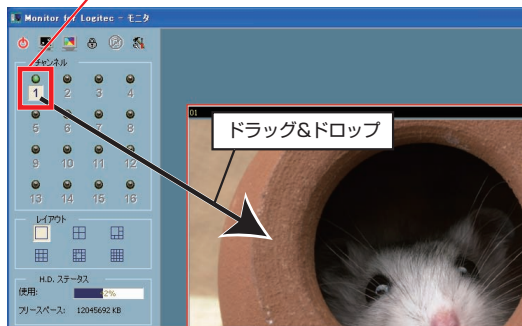 Monitor for Logitec - モニタ
チャンネル
1 2 3 4
5 6 7 8
9 10 11 12
13 14 15 16
レイアウト
H.D. ステータス
使用: 2%
フリースペース: 12045692 KB
01
ドラッグ&ドロップ